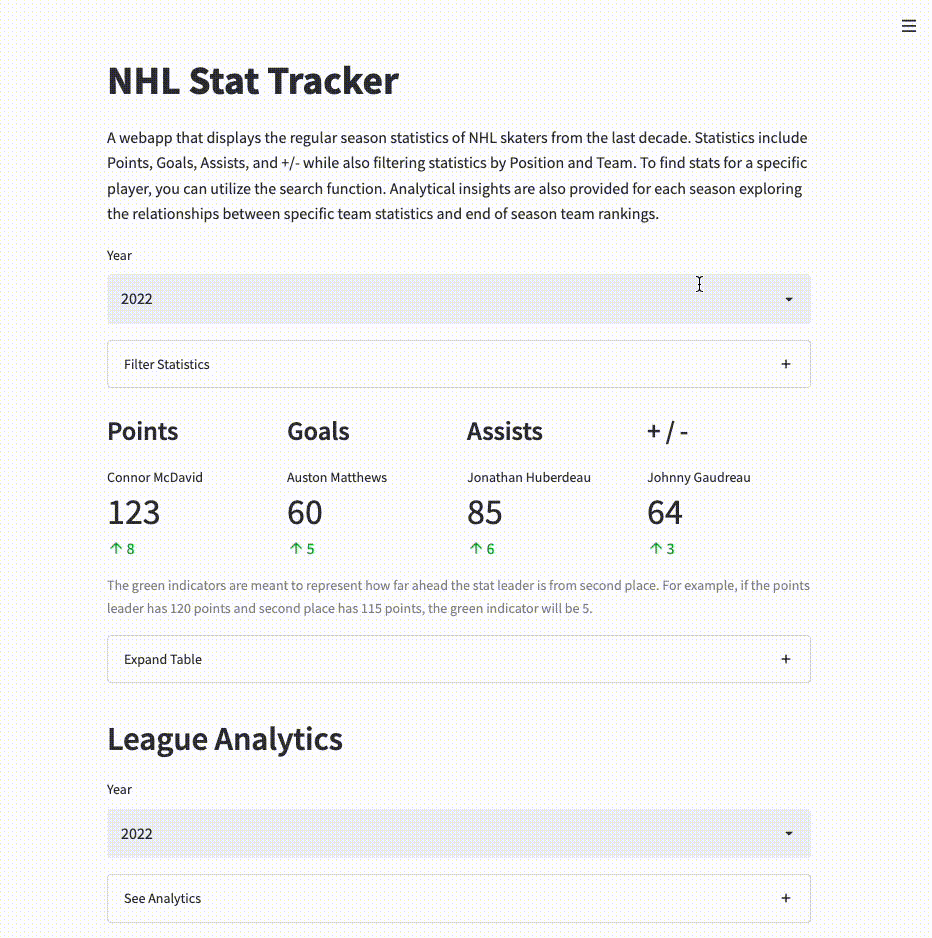 NHL Stat Tracker
A webapp that displays the regular season statistics of NHL skaters from the last decade. Statistics include
Points, Goals, Assists, and +/- while also filtering statistics by Position and Team. To find stats for a specific
player, you can utilize the search function. Analytical insights are also provided for each season exploring
the relationships between specific team statistics and end of season team rankings.
Year
2022
Filter Statistics +
Points Goals Assists + / -
Connor McDavid Auston Matthews Jonathan Huberdeau Johnny Gaudreau
123 60 85 64
↑ 8 ↑ 5 ↑ 6 ↑ 3
The green indicators are meant to represent how far ahead the stat leader is from second place. For example, if the points
leader has 120 points and second place has 115 points, the green indicator will be 5.
Expand Table +
League Analytics
Year
2022
See Analytics +